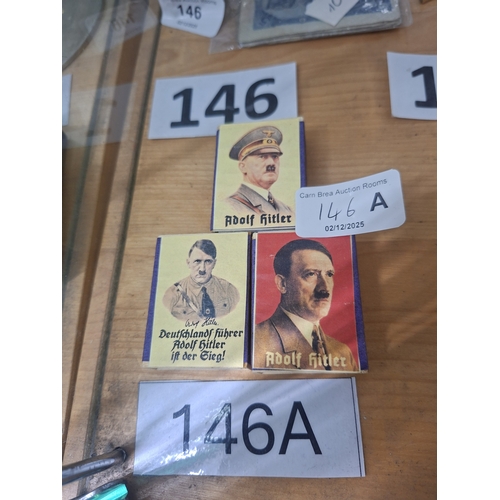 146
146
1
Carn Brea Auction Rooms
146 A
02/12/2025
Adolf Hitler
Deutschlands führer
Adolf Hitler
ist der Sieg!
Adolf Hitler
146A